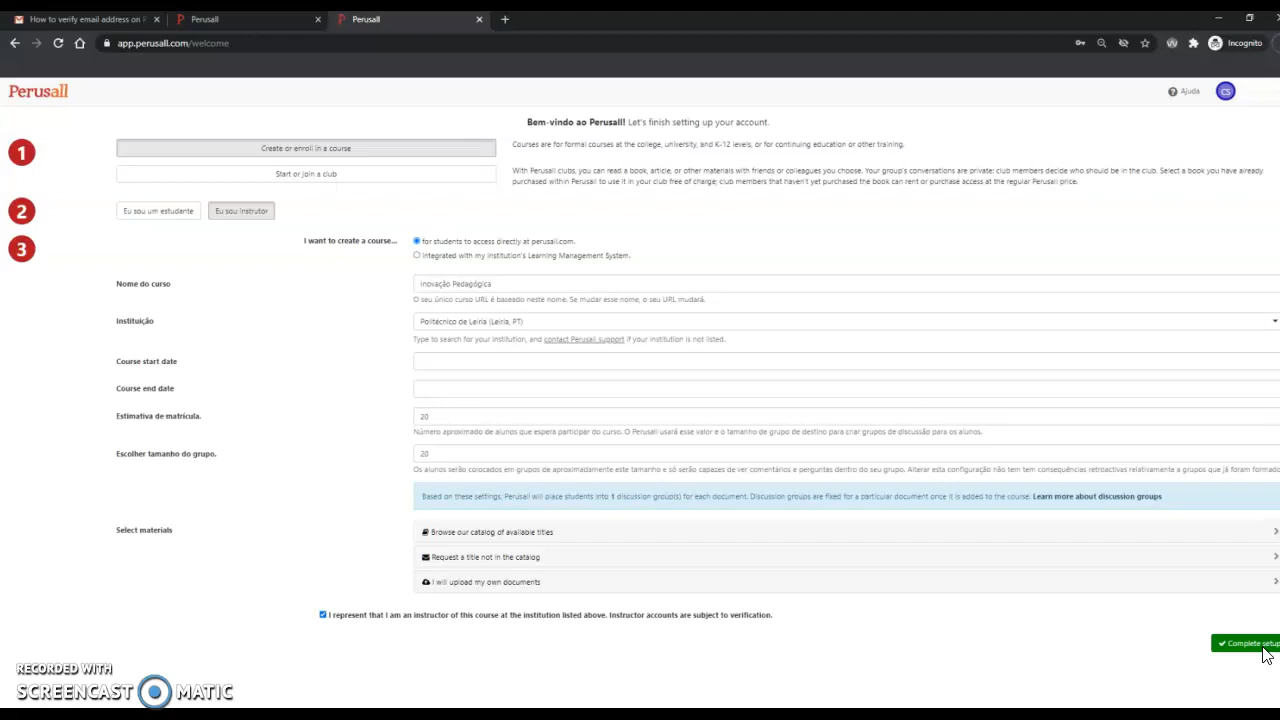 How to verify email address on P
Perusall
Perusall
app.perusall.com/welcome
Incognito
Perusall
Ajuda
CS
Bem-vindo ao Perusall! Let's finish setting up your account.
1
Create or enroll in a course
Courses are for formal courses at the college, university, and K-12 levels, or for continuing education or other training.
Start or join a club
With Perusall clubs, you can read a book, article, or other materials with friends or colleagues you choose. Your group's conversations are private: club members decide who should be in the club. Select a book you have already
purchased within Perusall to use it in your club free of charge; club members that haven't yet purchased the book can rent or purchase access at the regular Perusall price.
2
Eu sou um estudante
Eu sou instrutor
3
I want to create a course...
for students to access directly at perusall.com.
integrated with my institution's Learning Management System.
Nome do curso
Inovação Pedagógica
O seu único curso URL é baseado neste nome. Se mudar esse nome, o seu URL mudará.
Instituição
Politécnico de Leiria (Leiria, PT)
Type to search for your institution, and contact Perusall support if your institution is not listed.
Course start date
Course end date
Estimativa de matrícula.
20
Número aproximado de alunos que espera participar do curso. O Perusall usará esse valor e o tamanho de grupo de destino para criar grupos de discussão para os alunos.
Escolher tamanho do grupo.
20
Os alunos serão colocados em grupos de aproximadamente este tamanho e só serão capazes de ver comentários e perguntas dentro do seu grupo. Alterar esta configuração não tem tem consequências retroactivas relativamente a grupos que já foram formado
Based on these settings, Perusall will place students into 1 discussion group(s) for each document. Discussion groups are fixed for a particular document once it is added to the course. Learn more about discussion groups
Select materials
Browse our catalog of available titles
Request a title not in the catalog
I will upload my own documents
I represent that I am an instructor of this course at the institution listed above. Instructor accounts are subject to verification.
Complete setup
RECORDED WITH
SCREENCAST MATIC